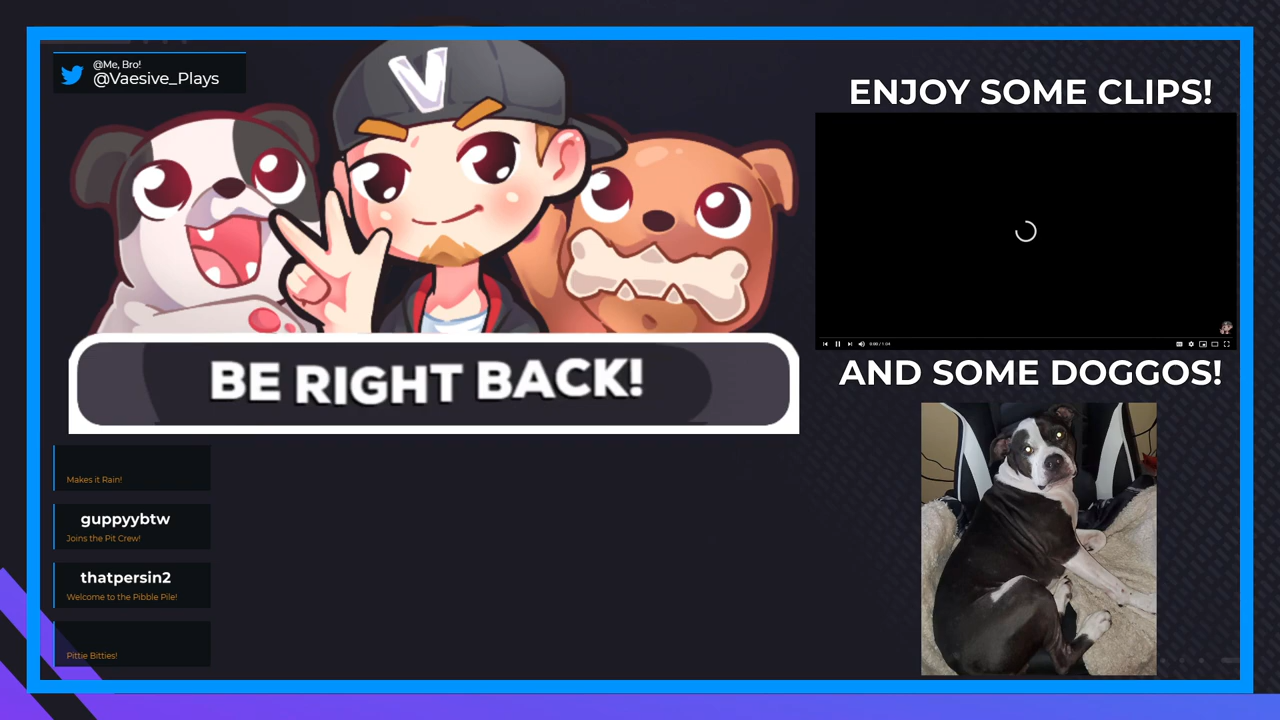 @Me, Bro!
@Vaesive_Plays
V
ENJOY SOME CLIPS!
BE RIGHT BACK!
AND SOME DOGGOS!
Makes it Rain!
guppyybtw
Joins the Pit Crew!
thatpersin2
Welcome to the Pibble Pile!
Pittie Bitties!